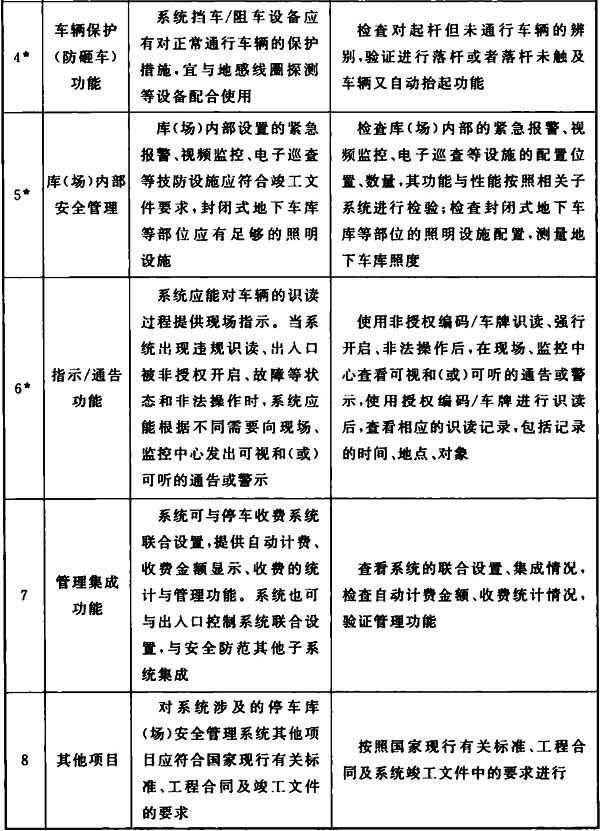 4*
车辆保护
(防砸车)
功能
系统挡车/阻车设备应
有对正常通行车辆的保护
措施,宜与地感线圈探测
等设备配合使用
检查对起杆但未通行车辆的辨
别,验证进行落杆或者落杆未触及
车辆又自动抬起功能
5*
库(场)内部
安全管理
库(场)内部设置的紧急
报警、视频监控、电子巡查
等技防设施应符合竣工文
件要求,封闭式地下车库
等部位应有足够的照明
设施
检查库(场)内部的紧急报警、视
频监控、电子巡查等设施的配置位
置、数量,其功能与性能按照相关子
系统进行检验;检查封闭式地下车
库等部位的照明设施配置,测量地
下车库照度
6*
指示/通告
功能
系统应能对车辆的识读
过程提供现场指示。当系
统出现违规识读、出入口
被非授权开启、故障等状
态和非法操作时,系统应
能根据不同需要向现场、
监控中心发出可视和(或)
可听的通告或警示
使用非授权编码/车牌识读、强行
开启、非法操作后,在现场、监控中
心查看可视和(或)可听的通告或警
示,使用授权编码/车牌进行识读
后,查看相应的识读记录,包括记录
的时间、地点、对象
7
管理集成
功能
系统可与停车收费系统
联合设置,提供自动计费、
收费金额显示、收费的统
计与管理功能。系统也可
与出入口控制系统联合设
置,与安全防范其他子系
统集成
查看系统的联合设置、集成情况,
检查自动计费金额、收费统计情况,
验证管理功能
8
其他项目
对系统涉及的停车库
(场)安全管理系统其他项
目应符合国家现行有关标
准、工程合同及竣工文件
的要求
按照国家现行有关标准、工程合
同及系统竣工文件中的要求进行